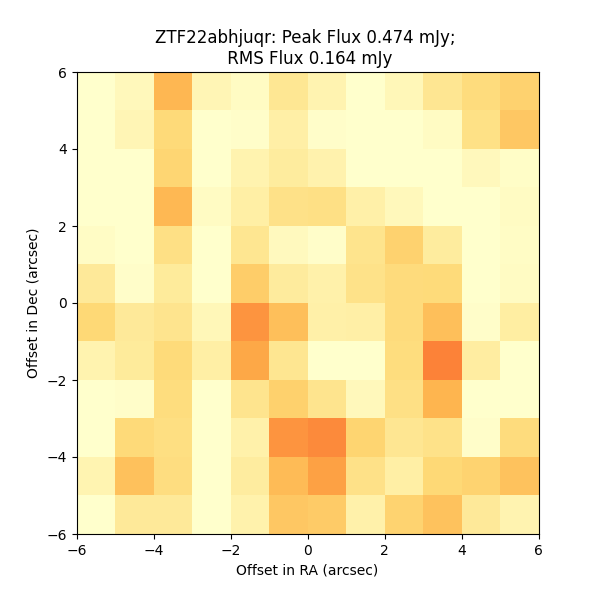 ZTF22abhjuqr: Peak Flux 0.474 mJy;
RMS Flux 0.164 mJy
6
4
2
0
−2
−4
−6
Offset in Dec (arcsec)
−6 −4 −2 0 2 4 6
Offset in RA (arcsec)